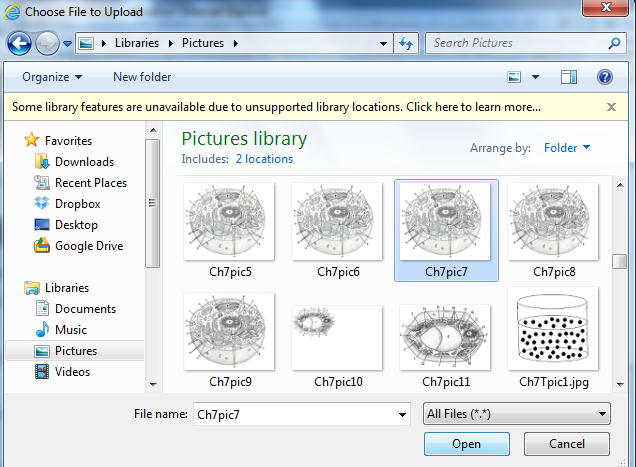 Choose File to Upload
Libraries Pictures
Search Pictures
Organize New folder
Some library features are unavailable due to unsupported library locations. Click here to learn more...
Favorites
Downloads
Recent Places
Dropbox
Desktop
Google Drive
Libraries
Documents
Music
Pictures
Videos
Pictures library
Includes: 2 locations
Arrange by: Folder
Ch7pic5 Ch7pic6 Ch7pic7 Ch7pic8
Ch7pic9 Ch7pic10 Ch7pic11 Ch7Tpic1.jpg
File name: Ch7pic7 All Files (*.*)
Open Cancel